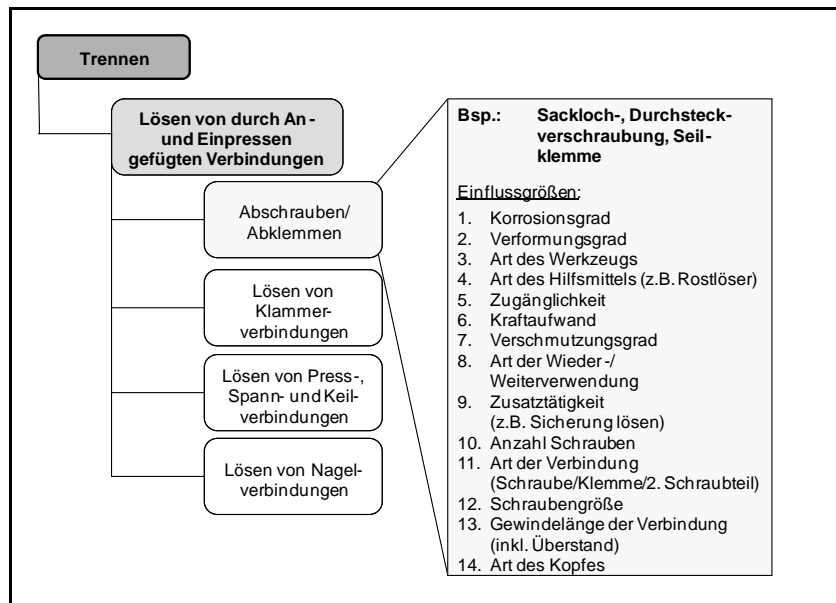 Trennen
Lösen von durch An-
und Einpressen
gefügten Verbindungen
Abschrauben/
Abklemmen
Lösen von
Klammer-
verbindungen
Lösen von Press-,
Spann- und Keil-
verbindungen
Lösen von Nagel-
verbindungen
Bsp.: Sackloch-, Durchsteck-
verschraubung, Seil-
klemme
Einflussgrößen:
1. Korrosionsgrad
2. Verformungsgrad
3. Art des Werkzeugs
4. Art des Hilfsmittels (z.B. Rostlöser)
5. Zugänglichkeit
6. Kraftaufwand
7. Verschmutzungsgrad
8. Art der Wieder-/
Weiterverwendung
9. Zusatztätigkeit
(z.B. Sicherung lösen)
10. Anzahl Schrauben
11. Art der Verbindung
(Schraube/Klemme/2. Schraubteil)
12. Schraubengröße
13. Gewindelänge der Verbindung
(inkl. Überstand)
14. Art des Kopfes